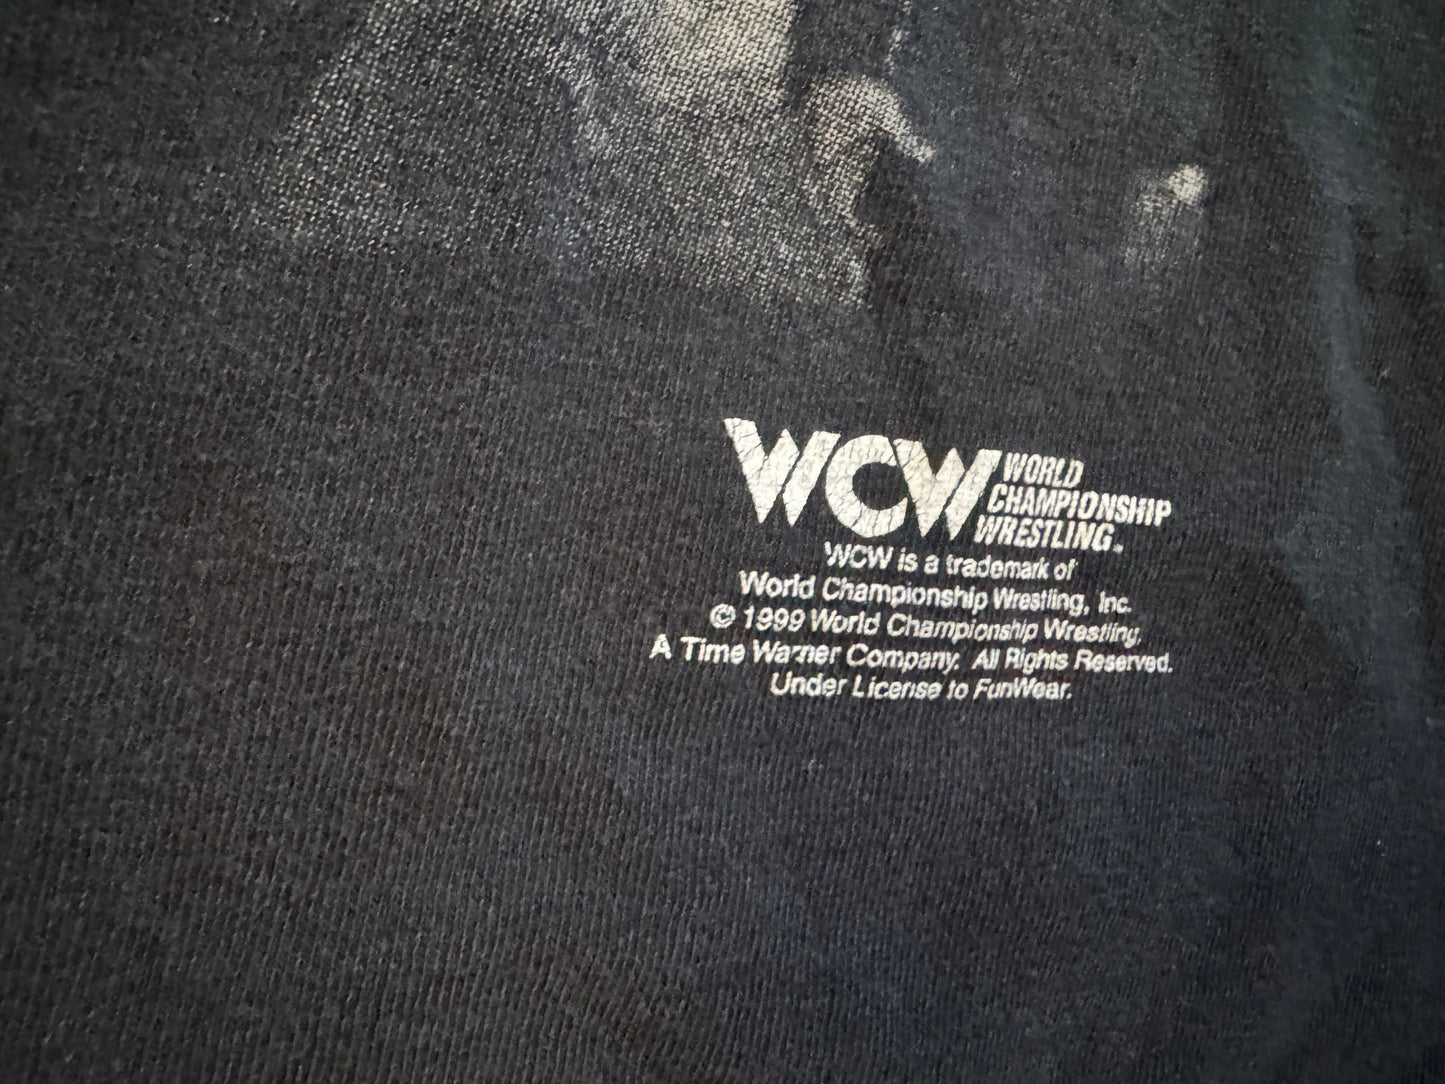 WCW WORLD
CHAMPIONSHIP
WRESTLING™
WCW is a trademark of
World Championship Wrestling, Inc.
© 1999 World Championship Wrestling,
A Time Warner Company. All Rights Reserved.
Under License to FunWear.